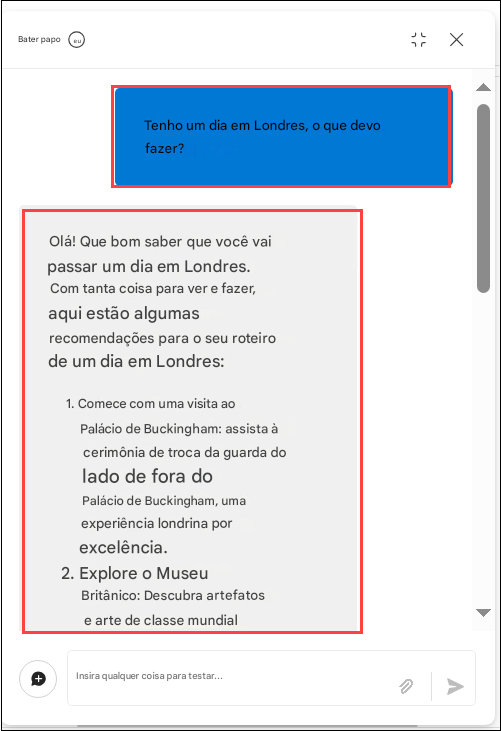 Bater papo
eu
Tenho um dia em Londres, o que devo
fazer?
Olá! Que bom saber que você vai
passar um dia em Londres.
Com tanta coisa para ver e fazer,
aqui estão algumas
recomendações para o seu roteiro
de um dia em Londres:
1. Comece com uma visita ao
Palácio de Buckingham: assista à
cerimônia de troca da guarda do
lado de fora do
Palácio de Buckingham, uma
experiência londrina por
excelência.
2. Explore o Museu
Britânico: Descubra artefatos
e arte de classe mundial
Insira qualquer coisa para testar...